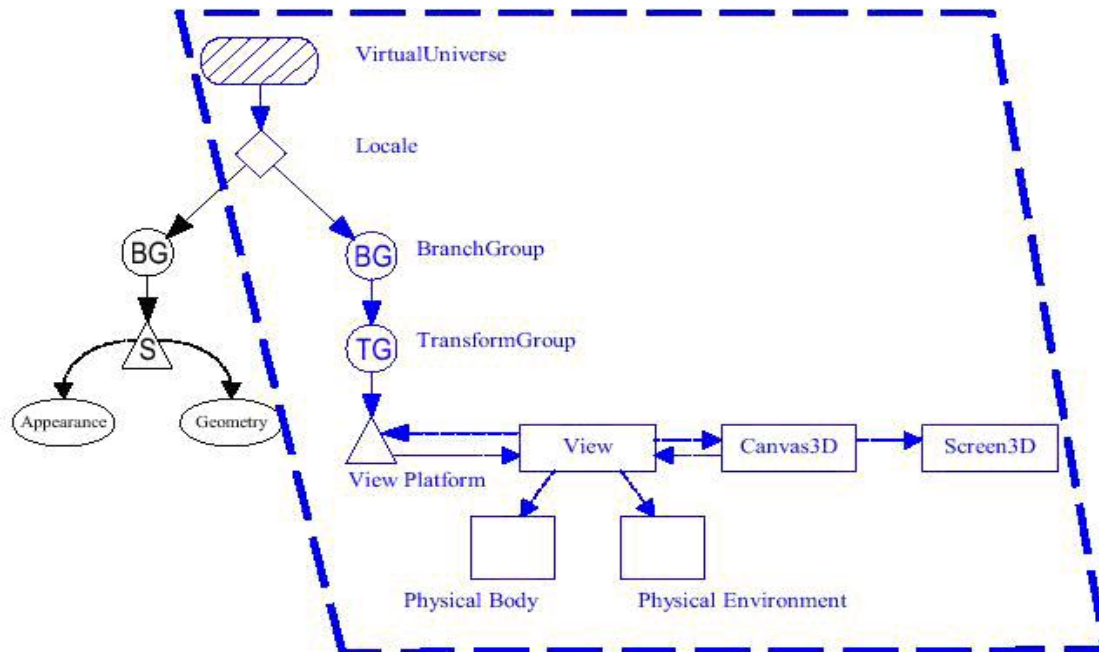 VirtualUniverse
Locale
BG
BG
BranchGroup
TG
TransformGroup
S
Appearance
Geometry
View
Canvas3D
Screen3D
View Platform
Physical Body
Physical Environment